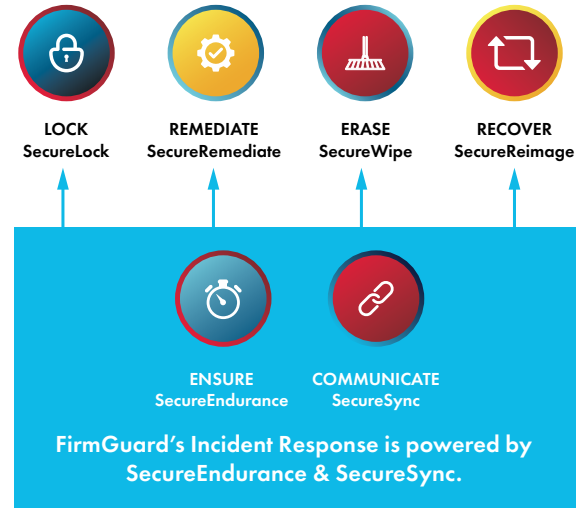 LOCK
SecureLock
REMEDIATE
SecureRemediate
ERASE
SecureWipe
RECOVER
SecureReimage
ENSURE
SecureEndurance
COMMUNICATE
SecureSync
FirmGuard’s Incident Response is powered by
SecureEndurance & SecureSync.